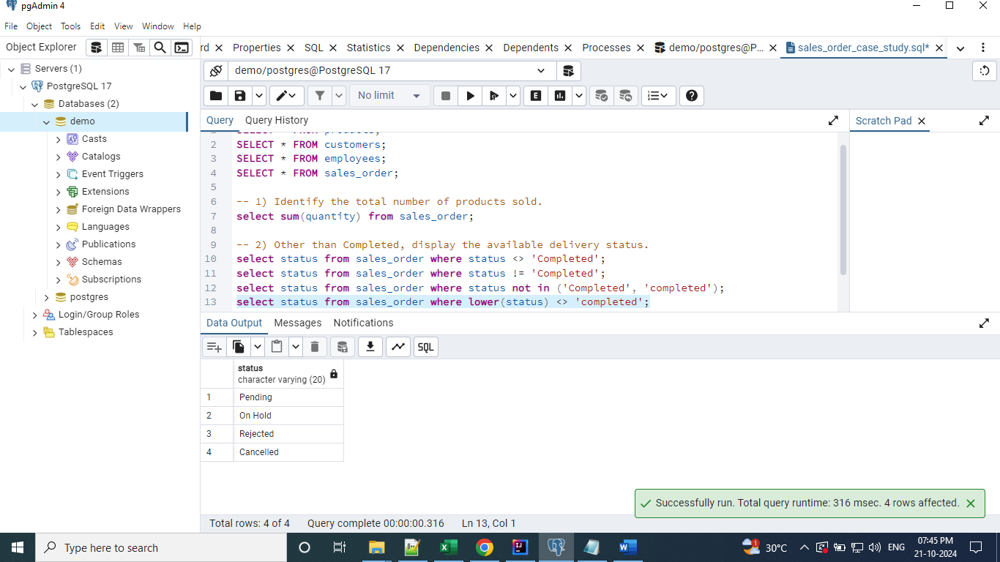 pgAdmin 4
File Object Tools Edit View Window Help
Object Explorer
rd Properties SQL Statistics Dependencies Dependents Processes demo/postgres@P... sales_order_case_study.sql*
Servers (1)
PostgreSQL 17
Databases (2)
demo
Casts
Catalogs
Event Triggers
Extensions
Foreign Data Wrappers
Languages
Publications
Schemas
Subscriptions
postgres
Login/Group Roles
Tablespaces
demo/postgres@PostgreSQL 17
No limit
E
Query Query History
Scratch Pad
1 SELECT * FROM products;
2 SELECT * FROM customers;
3 SELECT * FROM employees;
4 SELECT * FROM sales_order;
5
6 -- 1) Identify the total number of products sold.
7 select sum(quantity) from sales_order;
8
9 -- 2) Other than Completed, display the available delivery status.
10 select status from sales_order where status <> 'Completed';
11 select status from sales_order where status != 'Completed';
12 select status from sales_order where status not in ('Completed', 'completed');
13 select status from sales_order where lower(status) <> 'completed';
Data Output Messages Notifications
SQL
status
character varying (20)
1 Pending
2 On Hold
3 Rejected
4 Cancelled
Successfully run. Total query runtime: 316 msec. 4 rows affected.
Total rows: 4 of 4 Query complete 00:00:00.316 Ln 13, Col 1
Type here to search
1
30°C
ENG
07:45 PM
21-10-2024